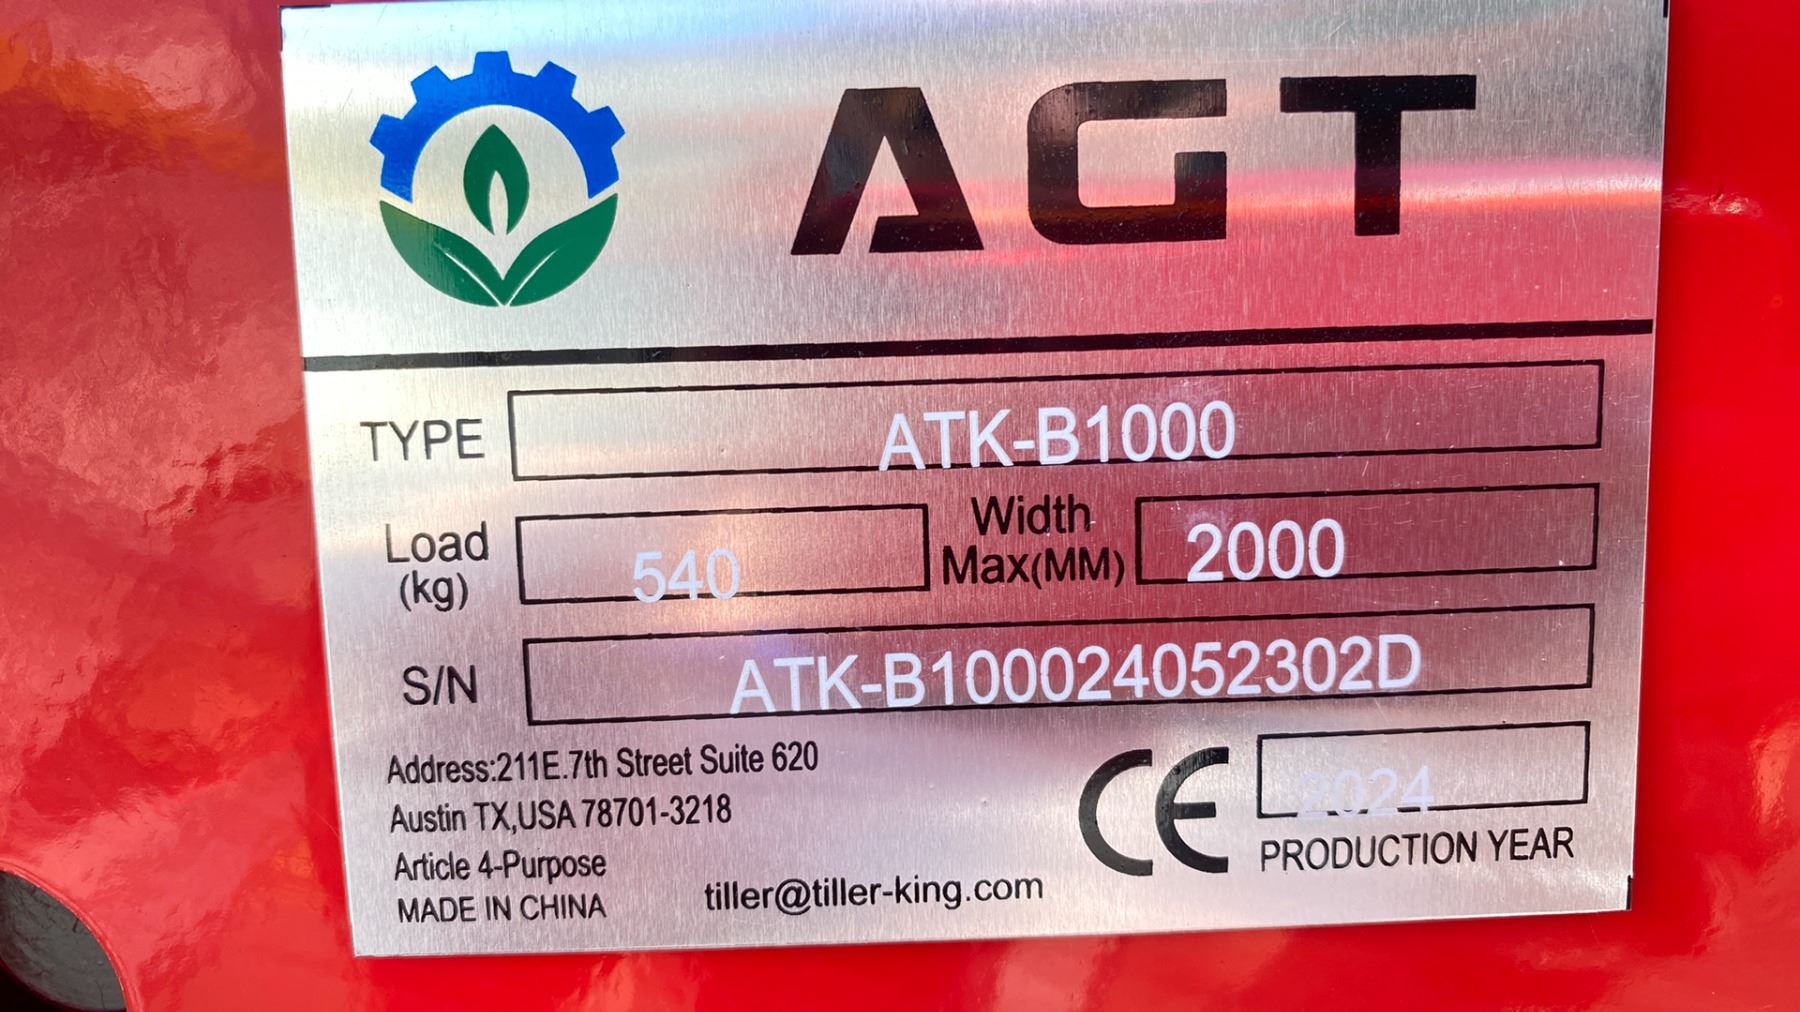 AGT
TYPE ATK-B1000
Load (kg) 540 Width Max(MM) 2000
S/N ATK-B100024052302D
Address:211E.7th Street Suite 620
Austin TX,USA 78701-3218
Article 4-Purpose
MADE IN CHINA
tiller@tiller-king.com
CE 2024
PRODUCTION YEAR